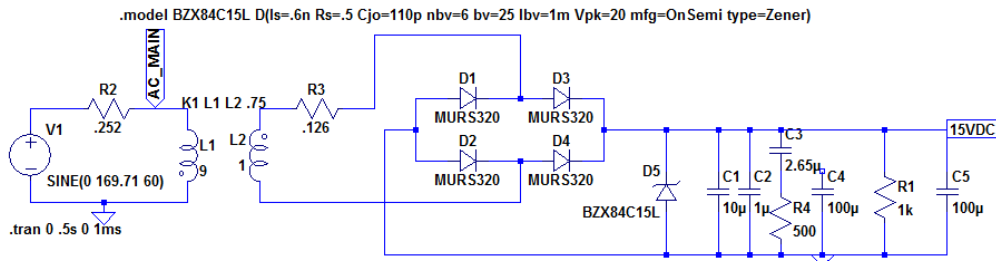 .model BZX84C15L D(Is=.6n Rs=.5 Cjo=110p nbv=6 bv=25 Ibv=1m Vpk=20 mfg=OnSemi type=Zener)
AC_MAIN
R2
.252
K1 L1 L2 .75
R3
.126
V1
SINE(0 169.71 60)
L1
9
L2
1
D1
MURS320
D3
MURS320
D2
MURS320
D4
MURS320
D5
BZX84C15L
C1
10µ
C2
1µ
C3
2.65µ
R4
500
C4
100µ
R1
1k
15VDC
C5
100µ
.tran 0 .5s 0 1ms